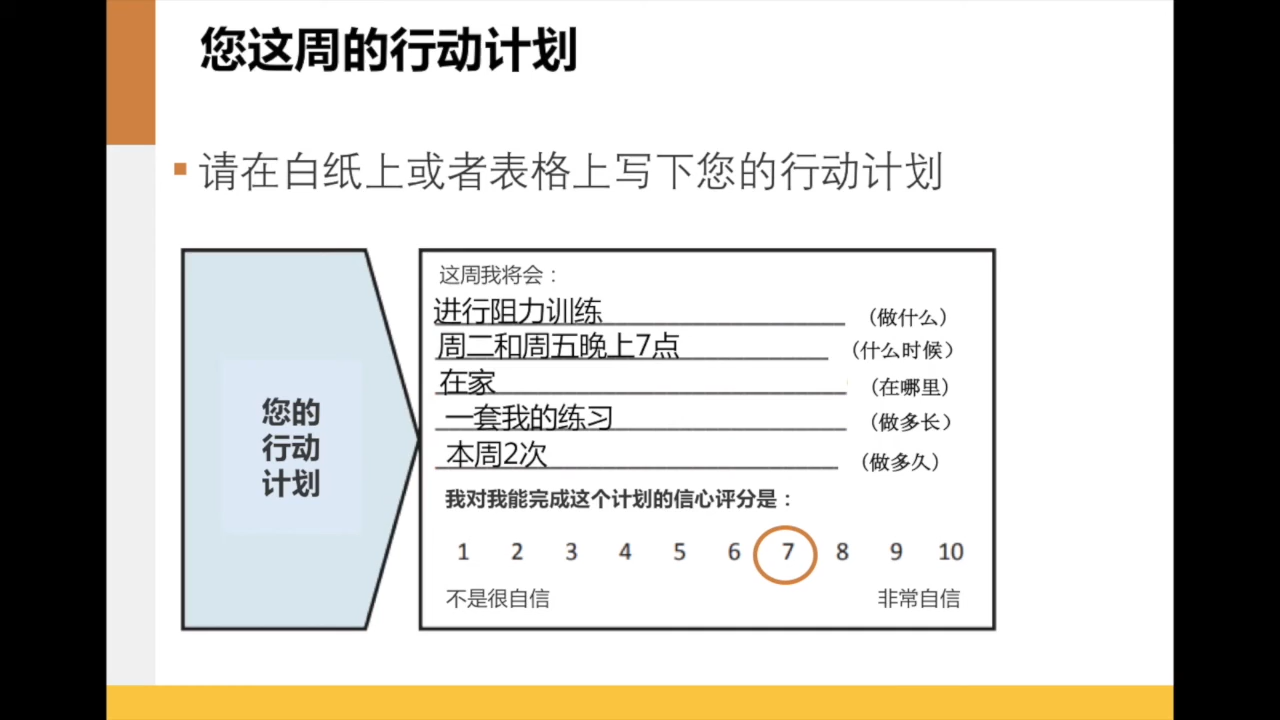 您这周的行动计划
请在白纸上或者表格上写下您的行动计划
您的
行动
计划
这周我将会：
进行阻力训练 （做什么）
周二和周五晚上7点 （什么时候）
在家 （在哪里）
一套我的练习 （做多长）
本周2次 （做多久）
我对我能完成这个计划的信心评分是：
1 2 3 4 5 6 7 8 9 10
不是很自信 非常自信